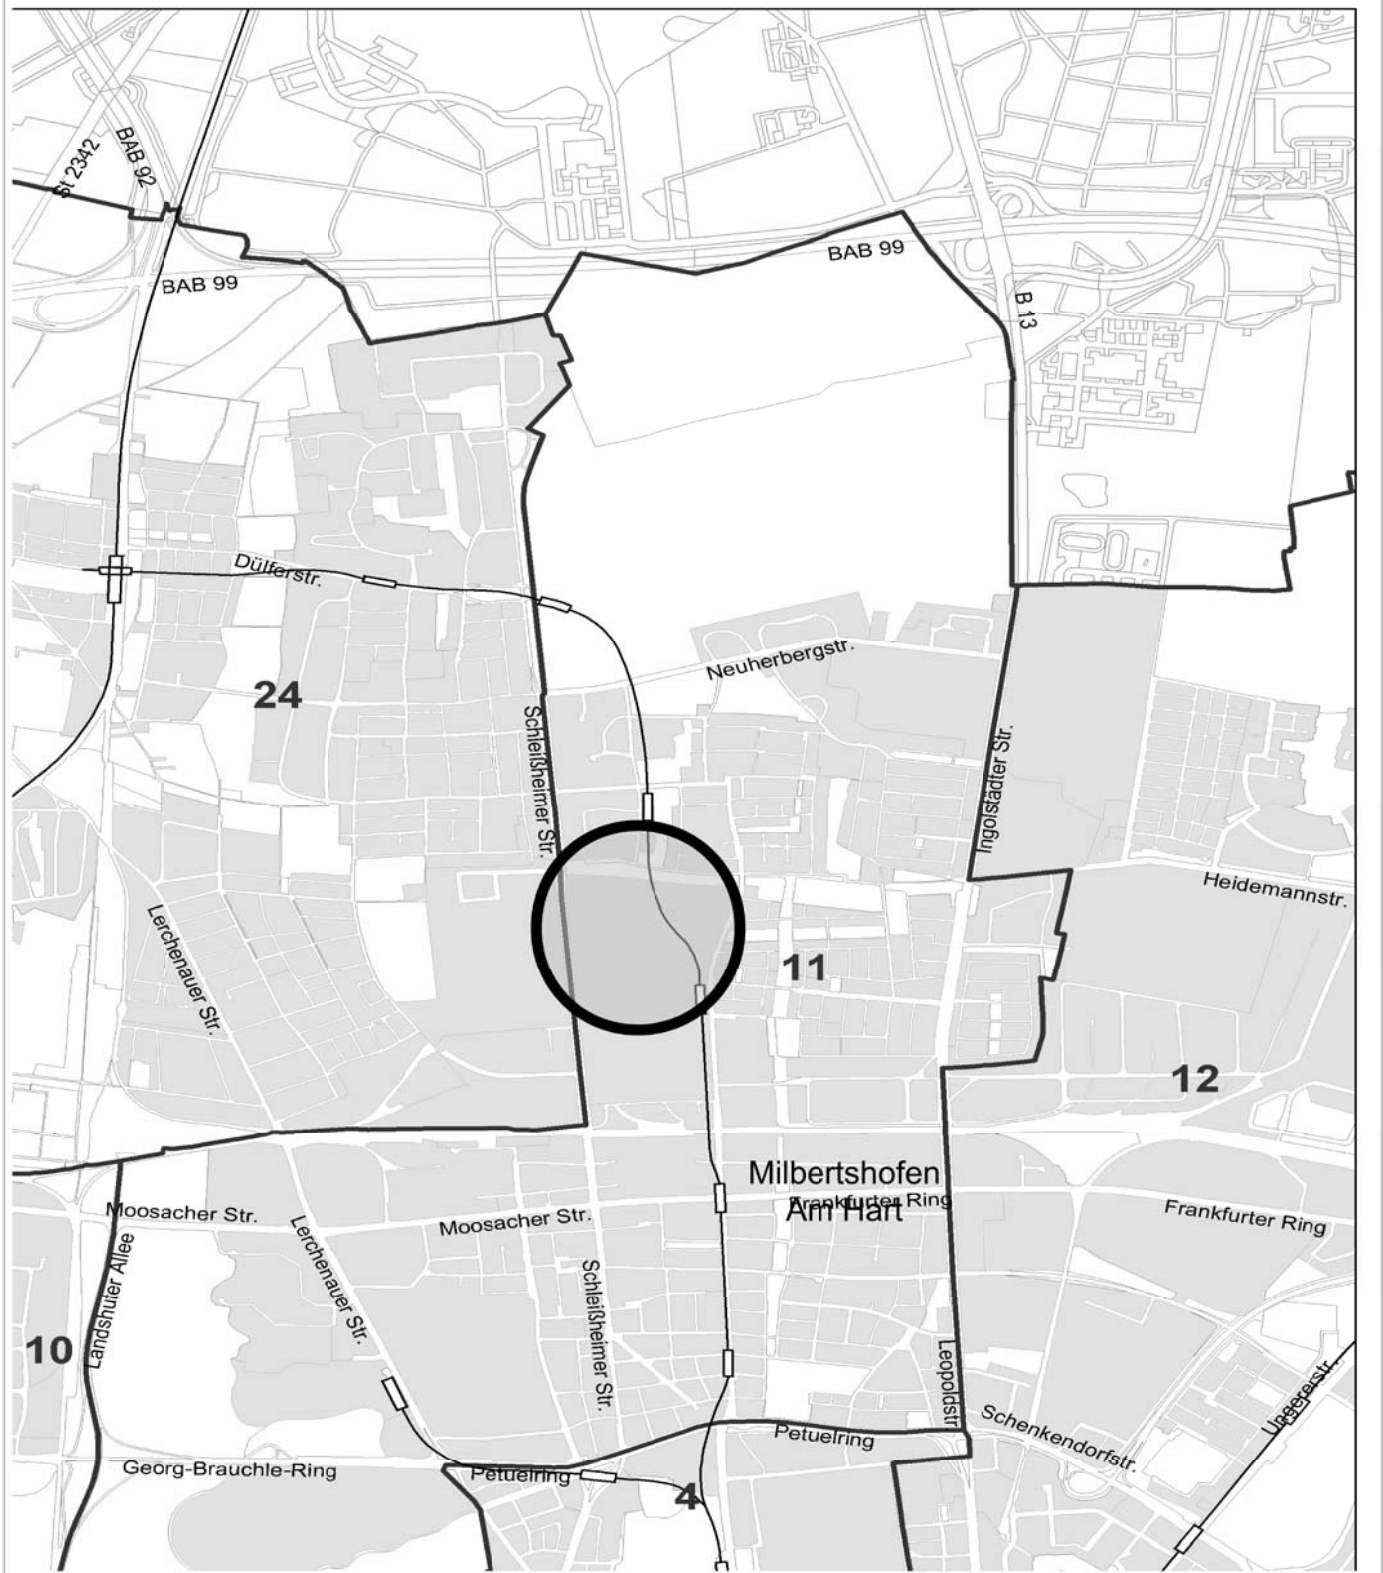 St 2342
BAB 92
BAB 99
BAB 99
B 13
Dülferstr.
Neuherbergstr.
24
Schleißheimer Str.
Ingolstädter Str.
Heidemannstr.
Lerchenauer Str.
11
12
Milbertshofen
Am Hart
Frankfurter Ring
Frankfurter Ring
Moosacher Str.
Moosacher Str.
Lerchenauer Str.
Landshuter Allee
Schleißheimer Str.
10
Leopoldstr.
Ungererstr.
Schenkendorfstr.
Petuelring
Georg-Brauchle-Ring
Petuelring
4